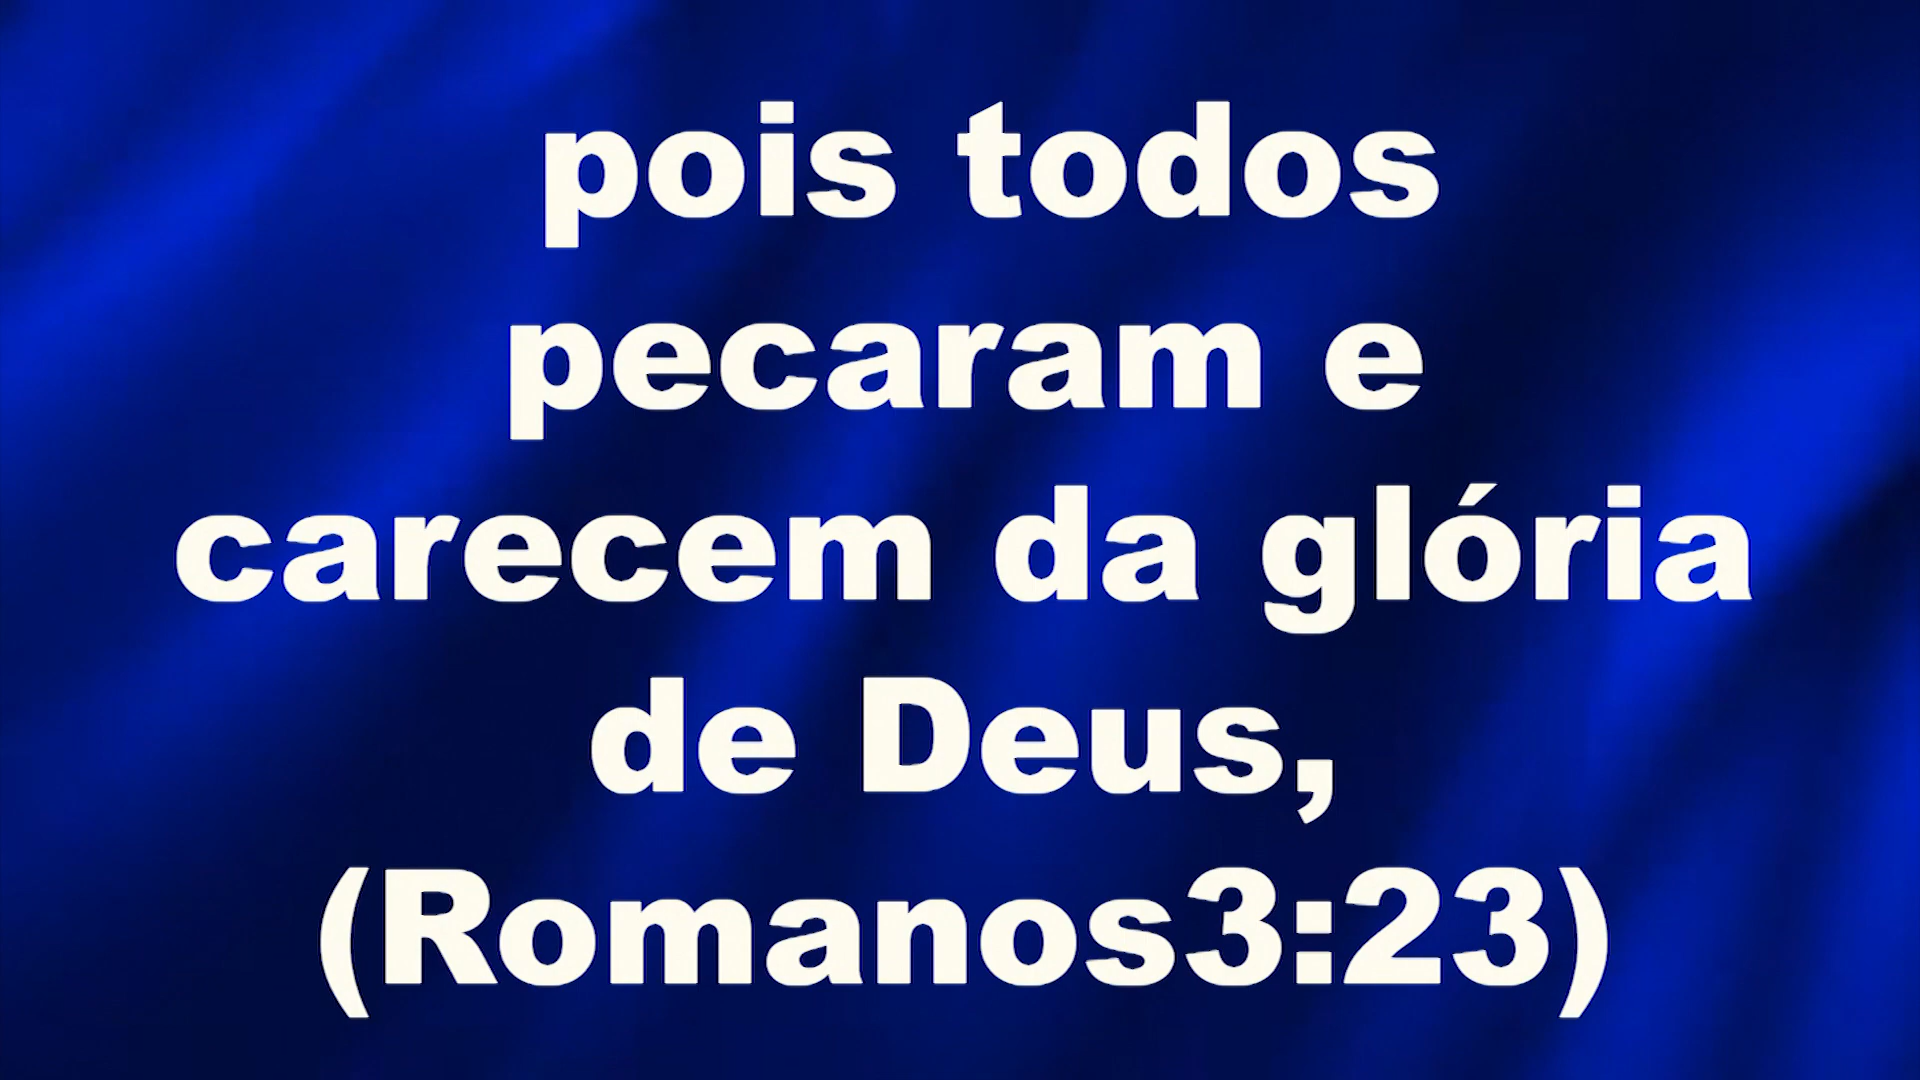 pois todos
pecaram e
carecem da glória
de Deus,
(Romanos3:23)